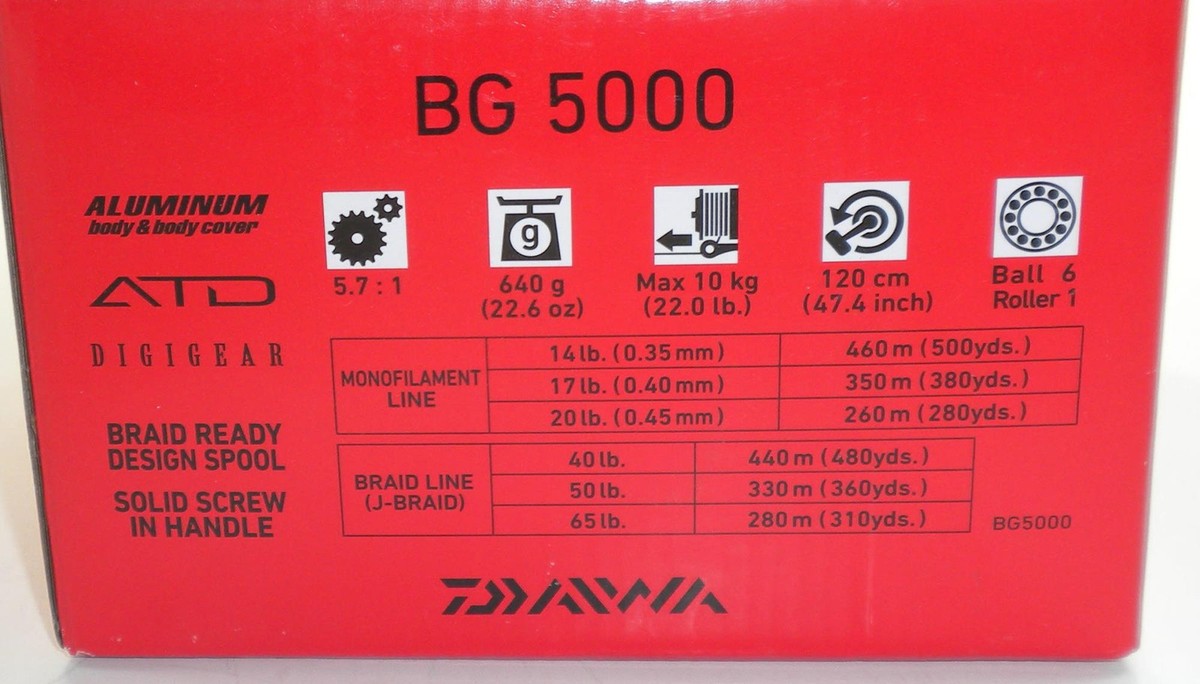 BG 5000
ALUMINUM
body & body cover
ATD
DIGIGEAR
BRAID READY
DESIGN SPOOL
SOLID SCREW
IN HANDLE
g
5.7 : 1
640 g
(22.6 oz)
Max 10 kg
(22.0 lb.)
120 cm
(47.4 inch)
Ball 6
Roller 1
MONOFILAMENT
LINE
14 lb. (0.35 mm) 460 m (500yds.)
17 lb. (0.40 mm) 350 m (380yds.)
20 lb. (0.45 mm) 260 m (280yds.)
BRAID LINE
(J-BRAID)
40 lb. 440 m (480yds.)
50 lb. 330 m (360yds.)
65 lb. 280 m (310yds.)
BG5000
DAIWA